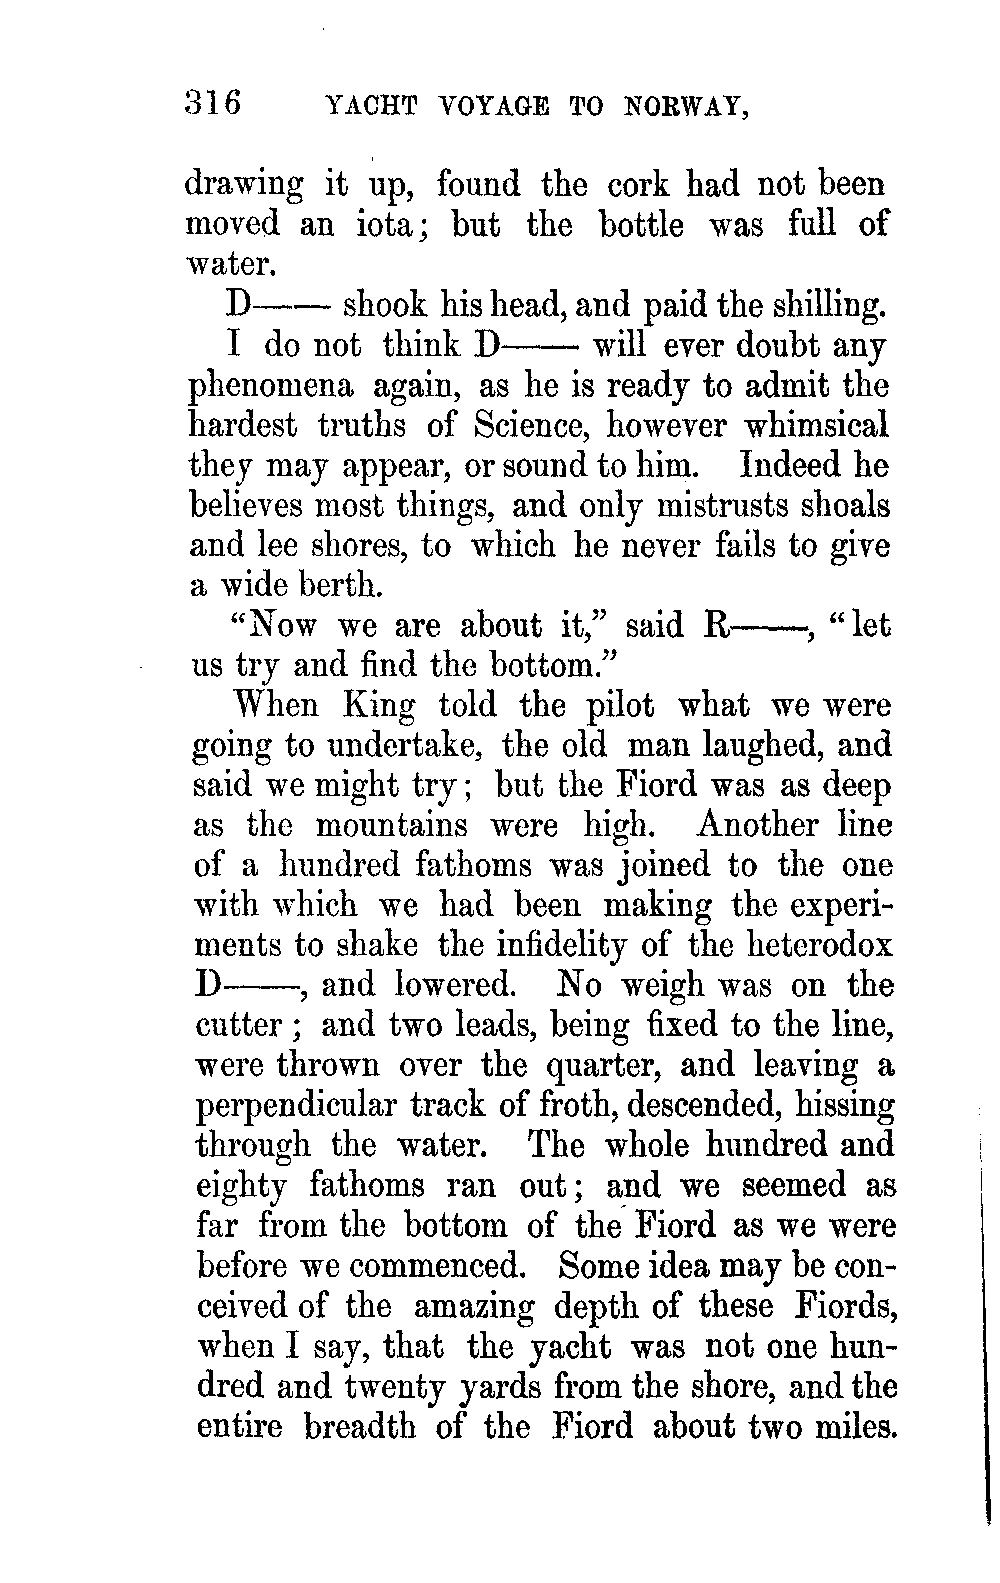 316 YACHT VOYAGE TO NORWAY,
drawing it up, found the cork had not been
moved an iota; but the bottle was full of
water.
D—— shook his head, and paid the shilling.
I do not think D—— will ever doubt any
phenomena again, as he is ready to admit the
hardest truths of Science, however whimsical
they may appear, or sound to him. Indeed he
believes most things, and only mistrusts shoals
and lee shores, to which he never fails to give
a wide berth.
“Now we are about it,” said R——, “let
us try and find the bottom.”
When King told the pilot what we were
going to undertake, the old man laughed, and
said we might try; but the Fiord was as deep
as the mountains were high. Another line
of a hundred fathoms was joined to the one
with which we had been making the experi-
ments to shake the infidelity of the heterodox
D——, and lowered. No weigh was on the
cutter; and two leads, being fixed to the line,
were thrown over the quarter, and leaving a
perpendicular track of froth, descended, hissing
through the water. The whole hundred and
eighty fathoms ran out; and we seemed as
far from the bottom of the Fiord as we were
before we commenced. Some idea may be con-
ceived of the amazing depth of these Fiords,
when I say, that the yacht was not one hun-
dred and twenty yards from the shore, and the
entire breadth of the Fiord about two miles.